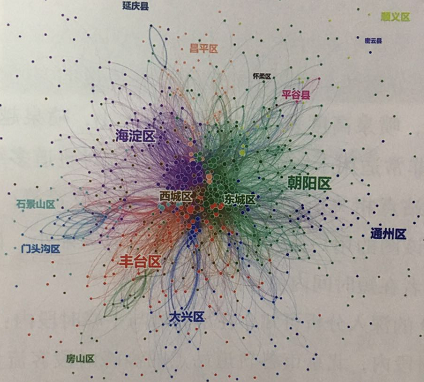 延庆县
顺义区
昌平区
密云县
怀柔区
平谷县
海淀区
朝阳区
西城区
东城区
石景山区
通州区
门头沟区
丰台区
大兴区
房山区